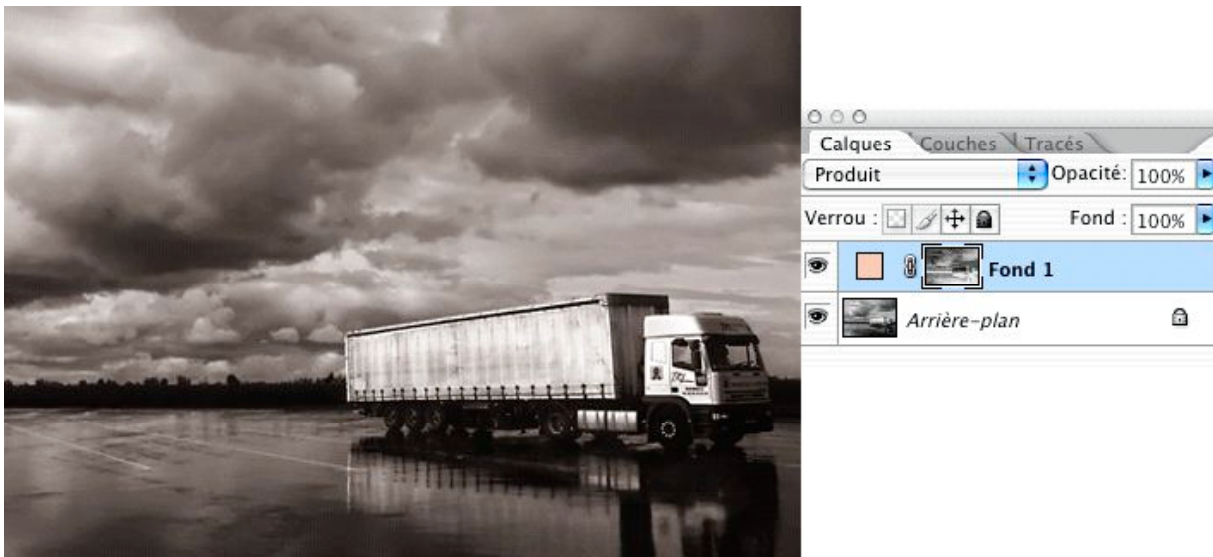 Calques Couches Tracés
Produit Opacité: 100%
Verrou : Fond : 100%
Fond 1
Arrière-plan